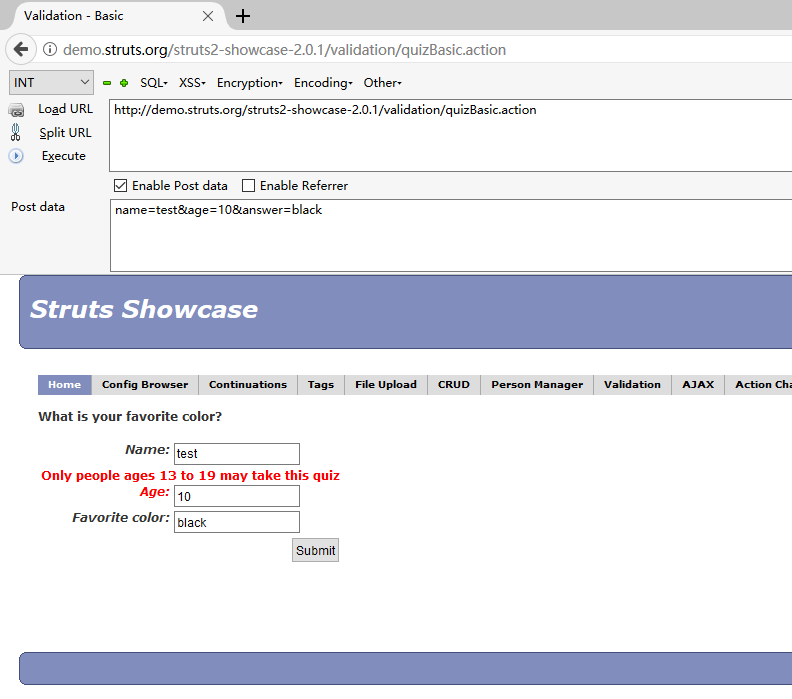 Validation - Basic
demo.struts.org/struts2-showcase-2.0.1/validation/quizBasic.action
INT SQL XSS Encryption Encoding Other
Load URL http://demo.struts.org/struts2-showcase-2.0.1/validation/quizBasic.action
Split URL
Execute
Enable Post data Enable Referrer
Post data name=test&age=10&answer=black
Struts Showcase
Home Config Browser Continuations Tags File Upload CRUD Person Manager Validation AJAX Action Cha
What is your favorite color?
Name: test
Only people ages 13 to 19 may take this quiz
Age: 10
Favorite color: black
Submit